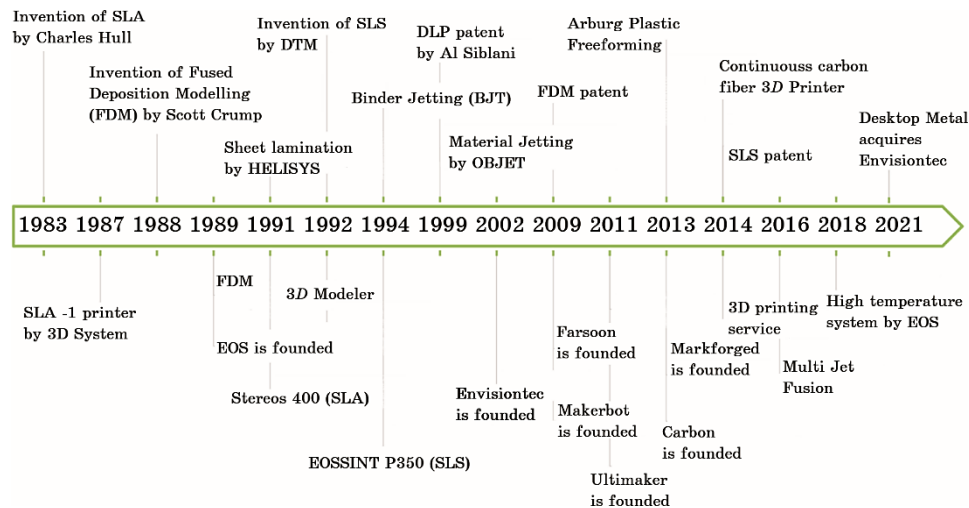 Invention of SLA
by Charles Hull
Invention of Fused
Deposition Modelling
(FDM) by Scott Crump
Sheet lamination
by HELISYS
Invention of SLS
by DTM
Binder Jetting (BJT)
DLP patent
by Al Siblani
Material Jetting
by OBJET
FDM patent
Arburg Plastic
Freeforming
Continuouss carbon
fiber 3D Printer
SLS patent
Desktop Metal
acquires
Envisiontec
1983 1987 1988 1989 1991 1992 1994 1999 2002 2009 2011 2013 2014 2016 2018 2021
SLA -1 printer
by 3D System
FDM
EOS is founded
Stereos 400 (SLA)
3D Modeler
EOSSINT P350 (SLS)
Envisiontec
is founded
Farsoon
is founded
Makerbot
is founded
Ultimaker
is founded
Markforged
is founded
Carbon
is founded
3D printing
service
Multi Jet
Fusion
High temperature
system by EOS